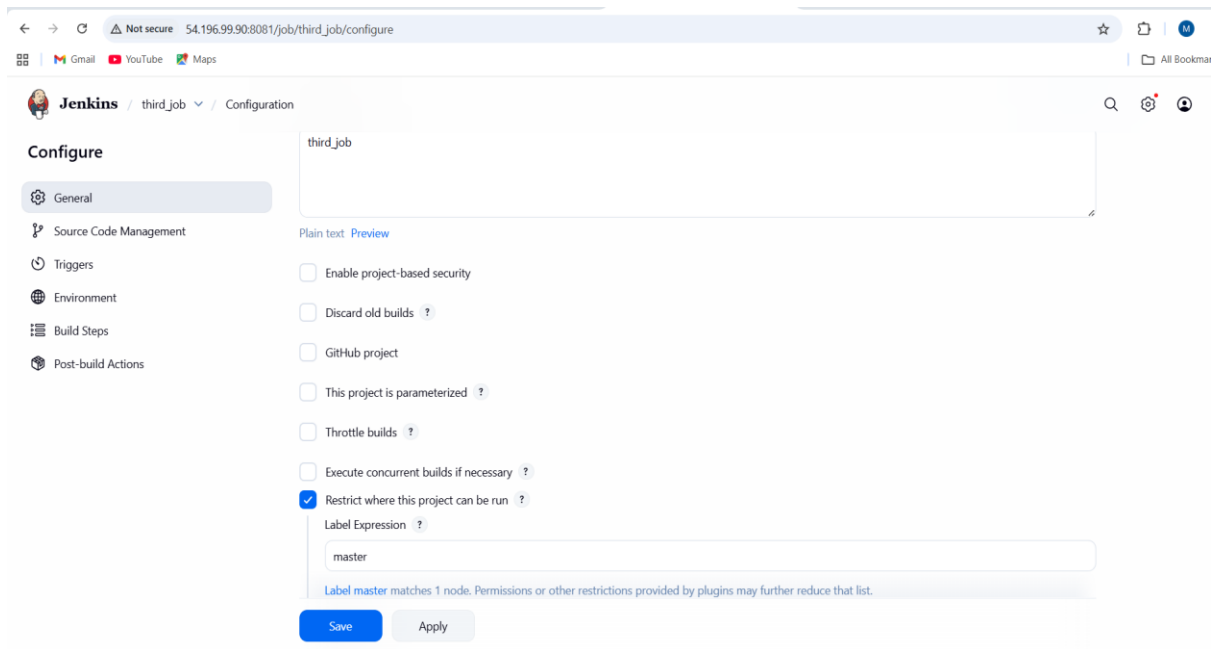 Not secure 54.196.99.90:8081/job/third_job/configure
M
Gmail YouTube Maps
All Bookmar
Jenkins / third_job / Configuration
Configure
General
Source Code Management
Triggers
Environment
Build Steps
Post-build Actions
third_job
Plain text Preview
Enable project-based security
Discard old builds ?
GitHub project
This project is parameterized ?
Throttle builds ?
Execute concurrent builds if necessary ?
Restrict where this project can be run ?
Label Expression ?
master
Label master matches 1 node. Permissions or other restrictions provided by plugins may further reduce that list.
Save Apply